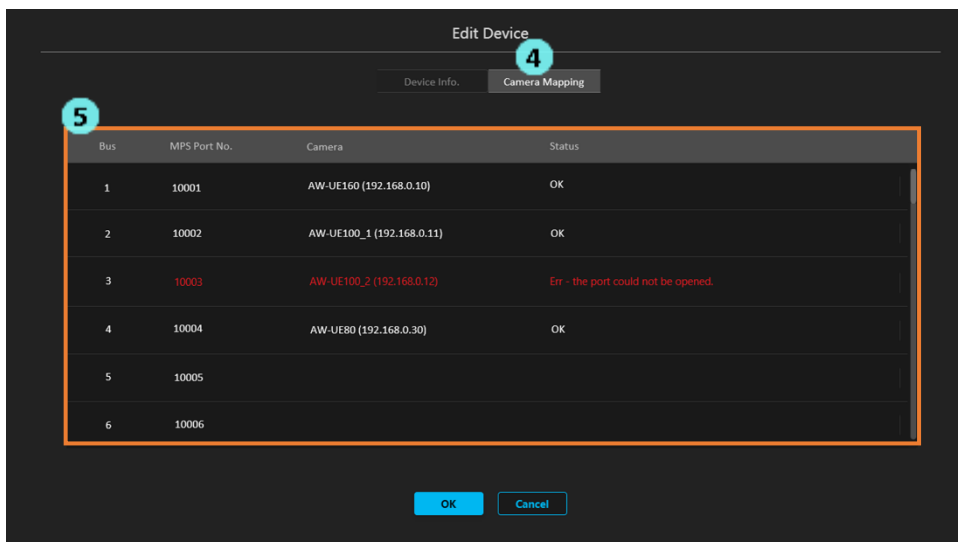 Edit Device
4
Device Info. Camera Mapping
5
Bus MPS Port No. Camera Status
1 10001 AW-UE160 (192.168.0.10) OK
2 10002 AW-UE100_1 (192.168.0.11) OK
3 10003 AW-UE100_2 (192.168.0.12) Err - the port could not be opened.
4 10004 AW-UE80 (192.168.0.30) OK
5 10005
6 10006
OK Cancel